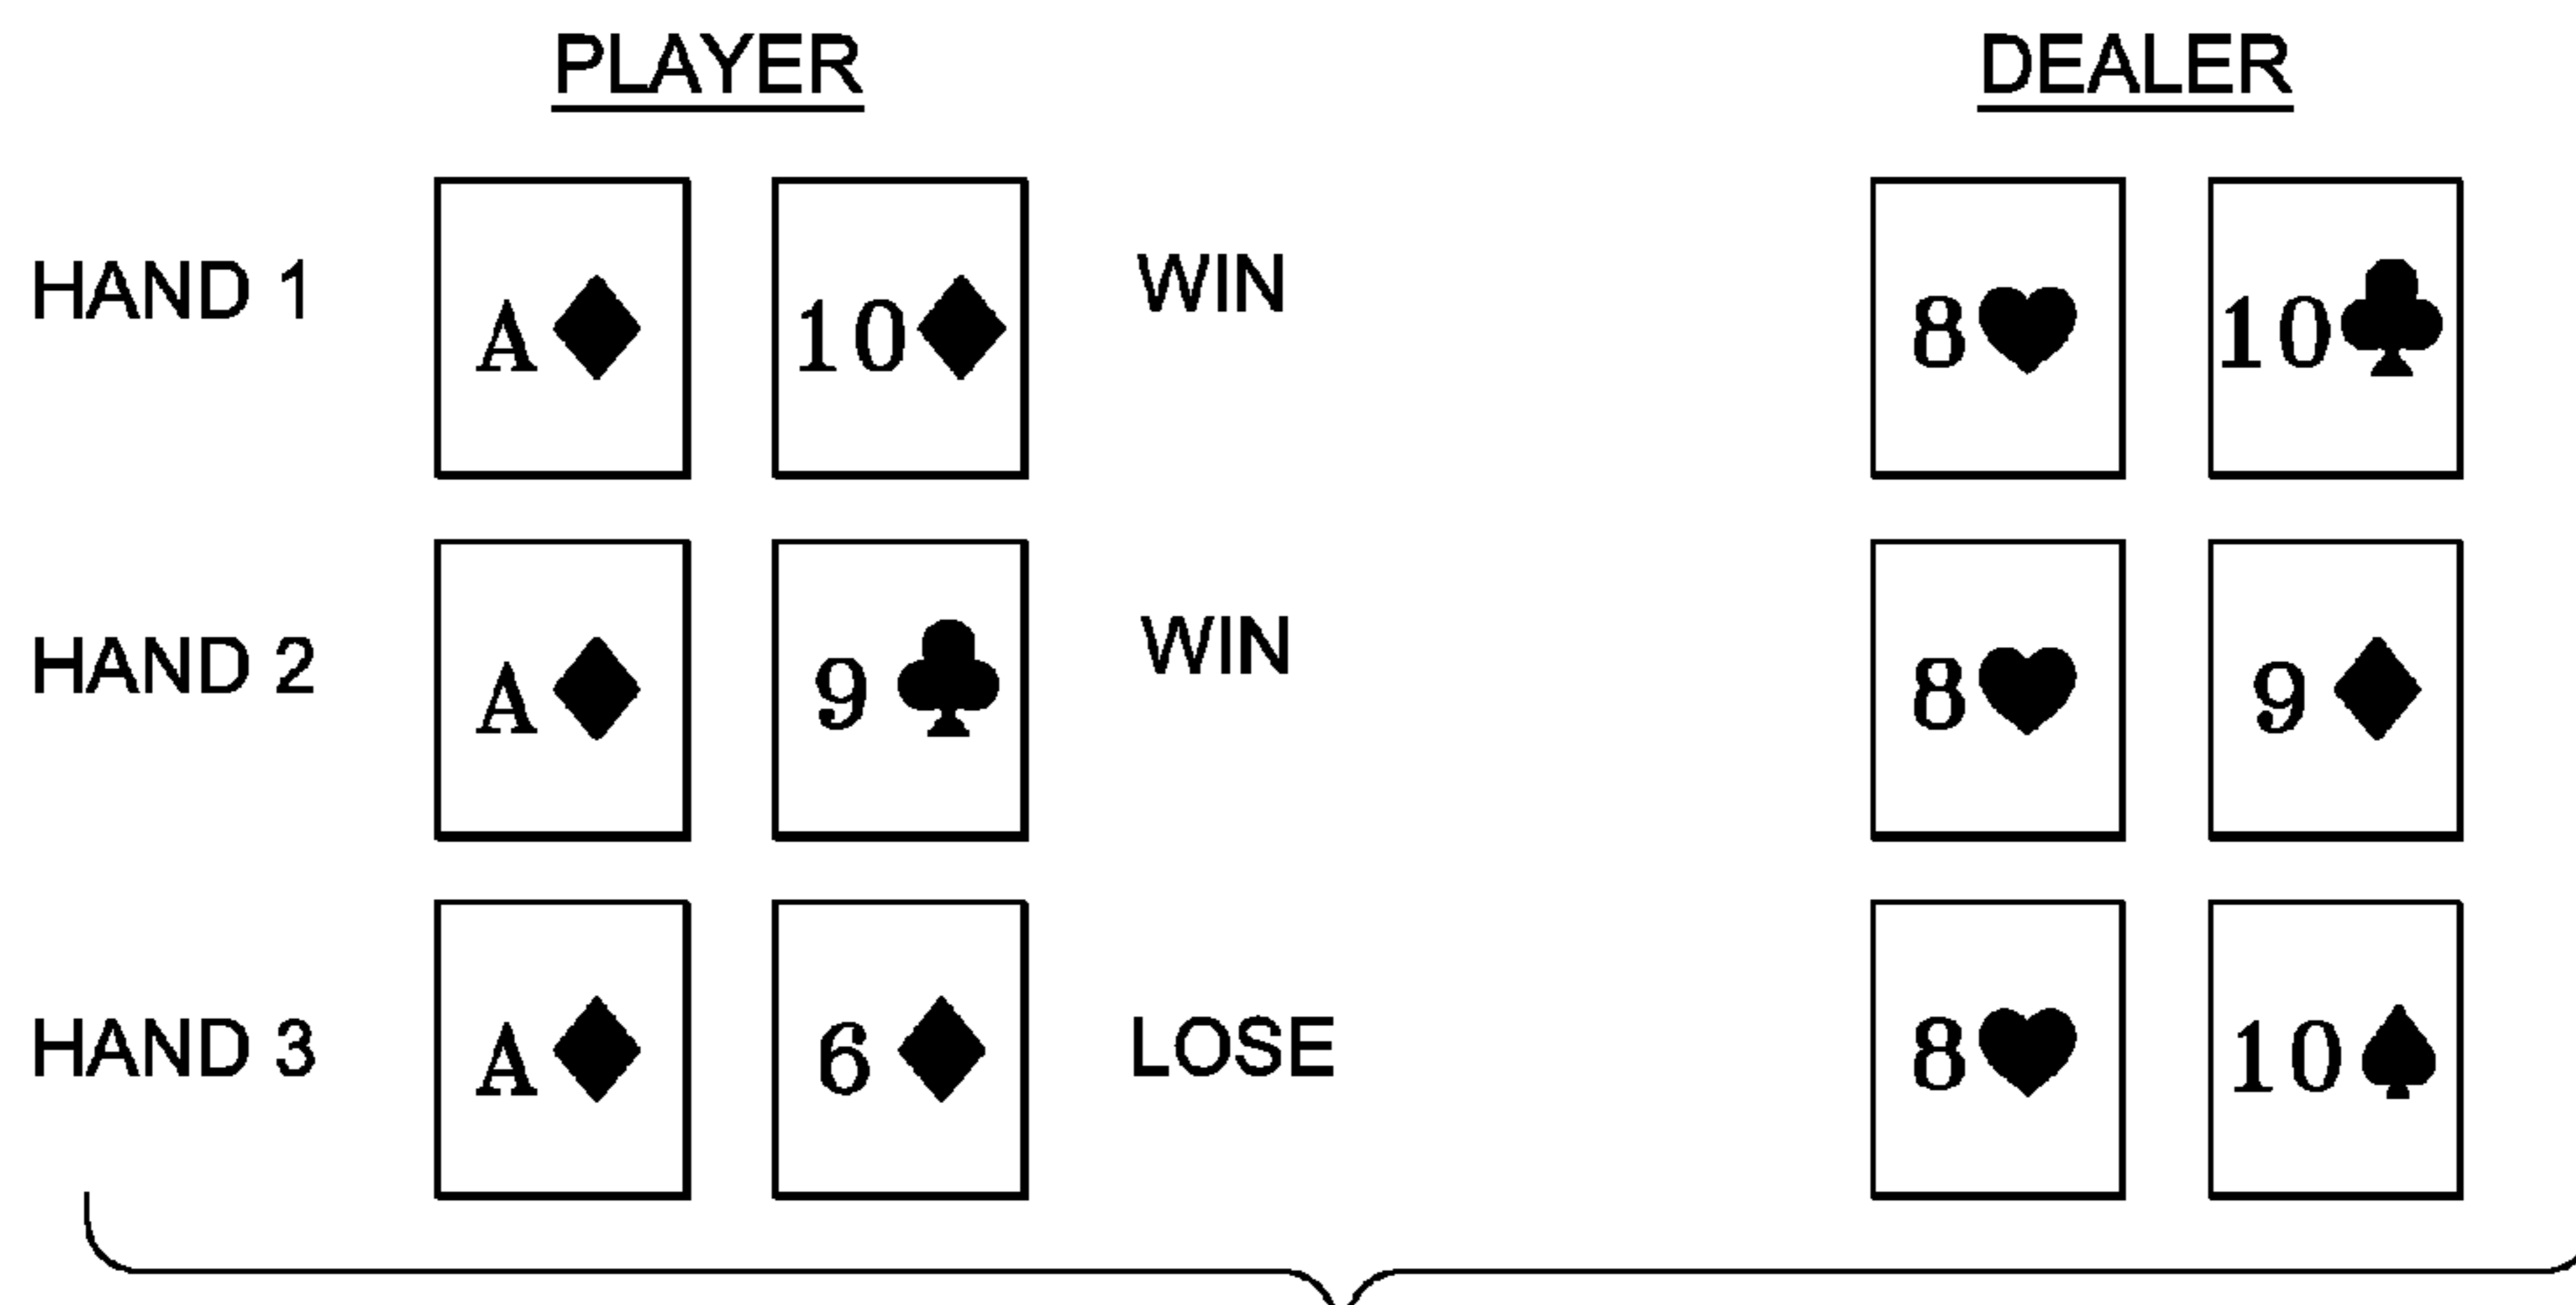 PLAYER DEALER
HAND 1 A♦ 10♦ WIN 8♥ 10♣
HAND 2 A♦ 9♣ WIN 8♥ 9♦
HAND 3 A♦ 6♦ LOSE 8♥ 10♠